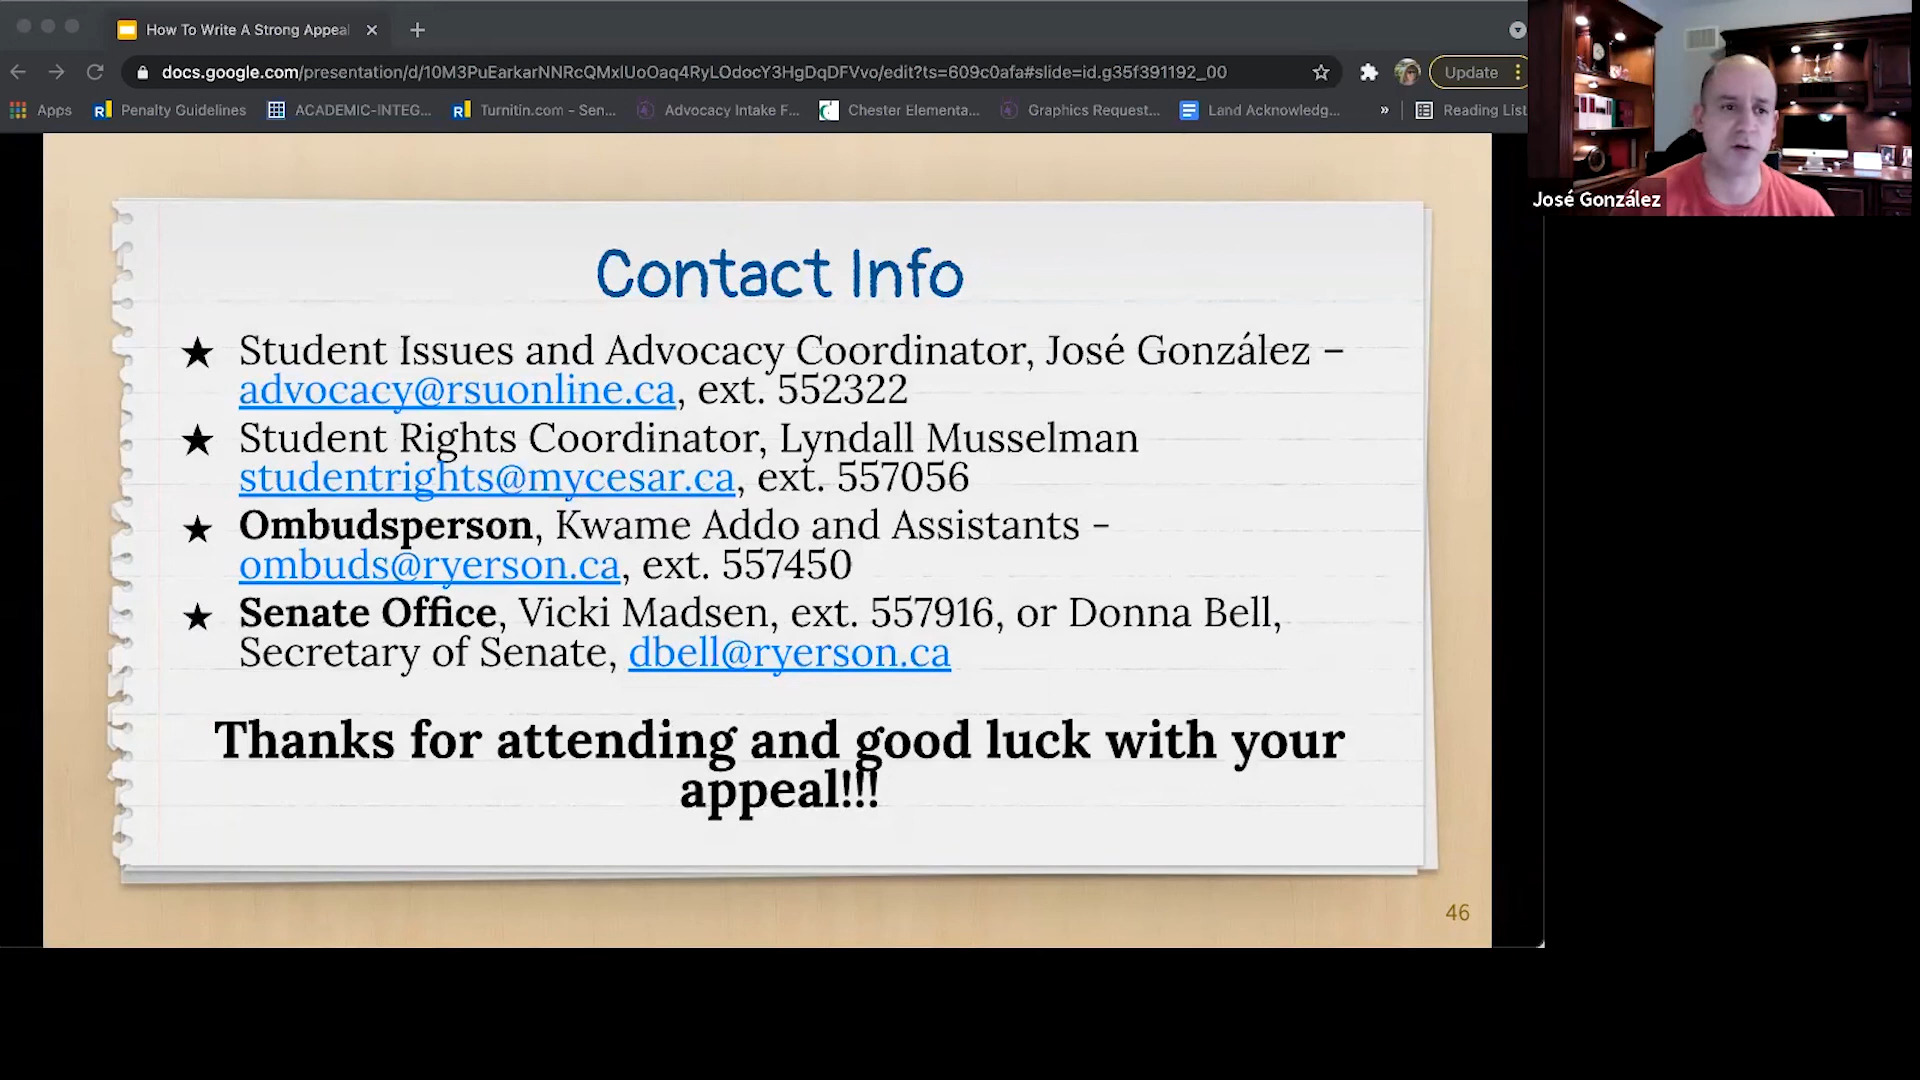 How To Write A Strong Appeal
docs.google.com/presentation/d/10M3PuEarkarNNRcQMxlUoOaq4RyLOdocY3HgDqDFVvo/edit?ts=609c0afa#slide=id.g35f391192_00
Update
Apps
Penalty Guidelines
ACADEMIC-INTEG...
Turnitin.com – Sen...
Advocacy Intake F...
Chester Elementa...
Graphics Request...
Land Acknowledg...
»
Reading List
José González
Contact Info
★ Student Issues and Advocacy Coordinator, José González –
advocacy@rsuonline.ca, ext. 552322
★ Student Rights Coordinator, Lyndall Musselman
studentrights@mycesar.ca, ext. 557056
★ Ombudsperson, Kwame Addo and Assistants -
ombuds@ryerson.ca, ext. 557450
★ Senate Office, Vicki Madsen, ext. 557916, or Donna Bell,
Secretary of Senate, dbell@ryerson.ca
Thanks for attending and good luck with your
appeal!!!
46